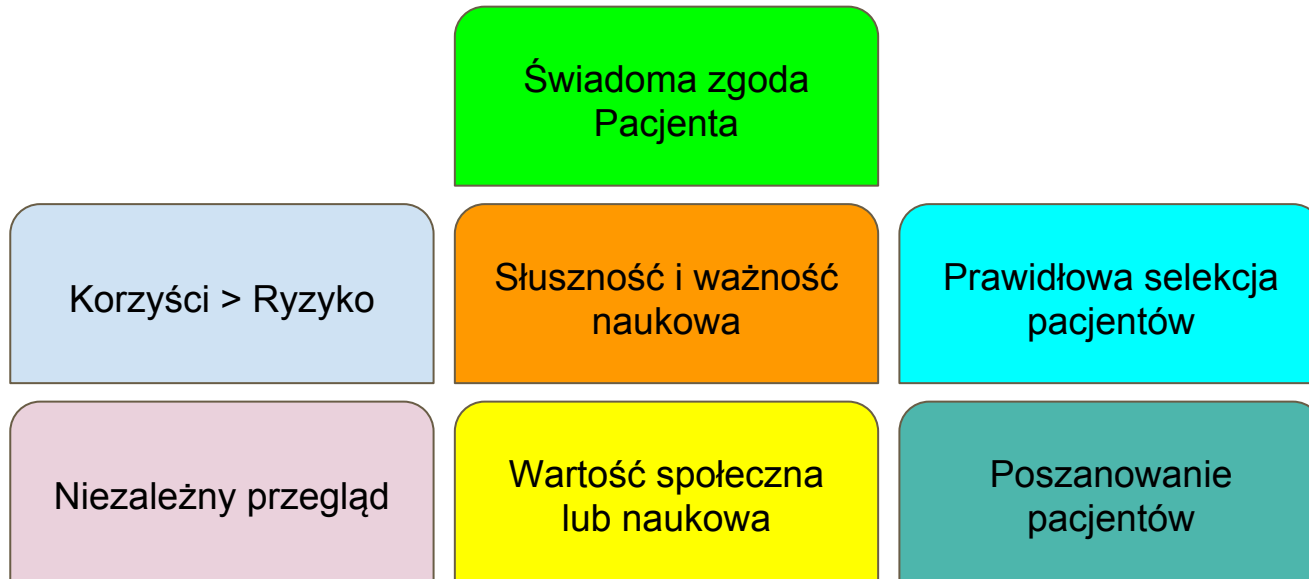 Świadoma zgoda
Pacjenta
Korzyści > Ryzyko
Słuszność i ważność
naukowa
Prawidłowa selekcja
pacjentów
Niezależny przegląd
Wartość społeczna
lub naukowa
Poszanowanie
pacjentów